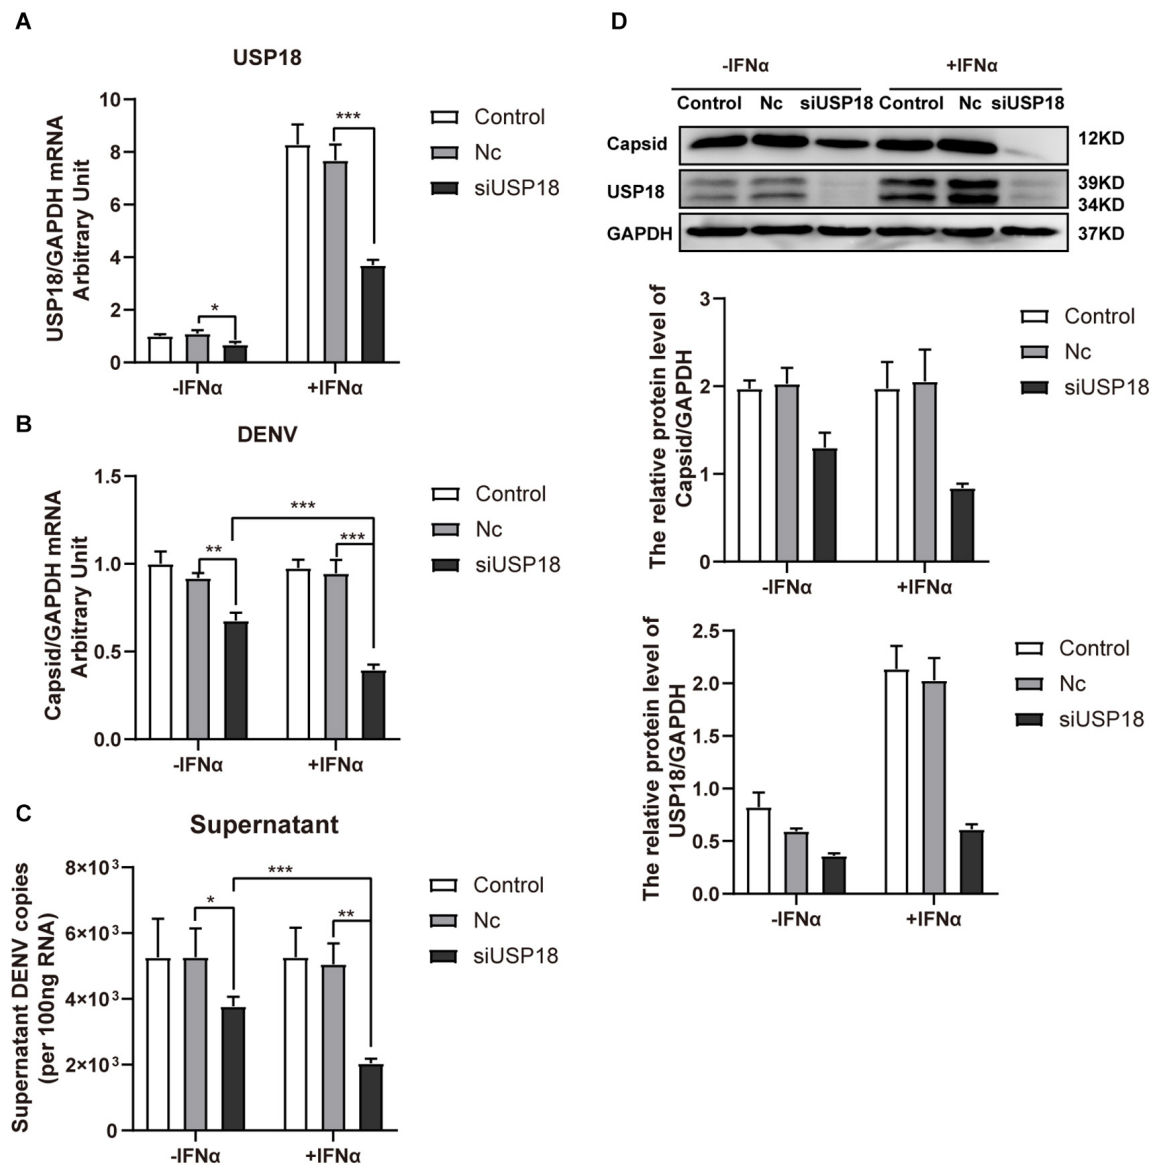 A
USP18
USP18/GAPDH mRNA
Arbitrary Unit
10
8
6
4
2
0
*
***
-IFNα
+IFNα
Control
Nc
siUSP18
B
DENV
Capsid/GAPDH mRNA
Arbitrary Unit
1.5
1.0
0.5
0.0
**
***
***
-IFNα
+IFNα
Control
Nc
siUSP18
C
Supernatant
Supernatant DENV copies
(per 100ng RNA)
8×10³
6×10³
4×10³
2×10³
0
*
***
**
-IFNα
+IFNα
Control
Nc
siUSP18
D
-IFNα +IFNα
Control Nc siUSP18 Control Nc siUSP18
Capsid 12KD
USP18 39KD
34KD
GAPDH 37KD
The relative protein level of
Capsid/GAPDH
3
2
1
0
-IFNα
+IFNα
Control
Nc
siUSP18
The relative protein level of
USP18/GAPDH
2.5
2.0
1.5
1.0
0.5
0.0
-IFNα
+IFNα
Control
Nc
siUSP18